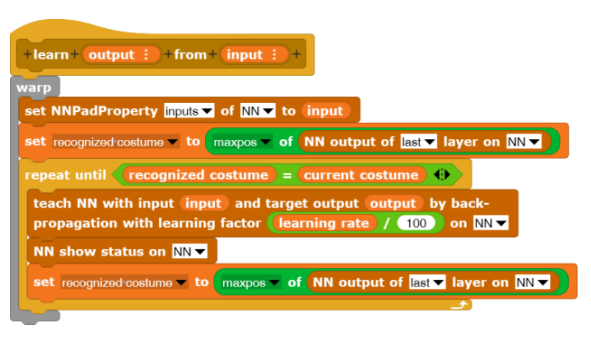 +learn+ output ⋮ +from+ input ⋮ +
warp
set NNPadProperty inputs ▾ of NN ▾ to input
set recognized costume ▾ to maxpos ▾ of NN output of last ▾ layer on NN ▾
repeat until recognized costume = current costume
teach NN with input input and target output output by back-
propagation with learning factor learning rate / 100 on NN ▾
NN show status on NN ▾
set recognized costume ▾ to maxpos ▾ of NN output of last ▾ layer on NN ▾